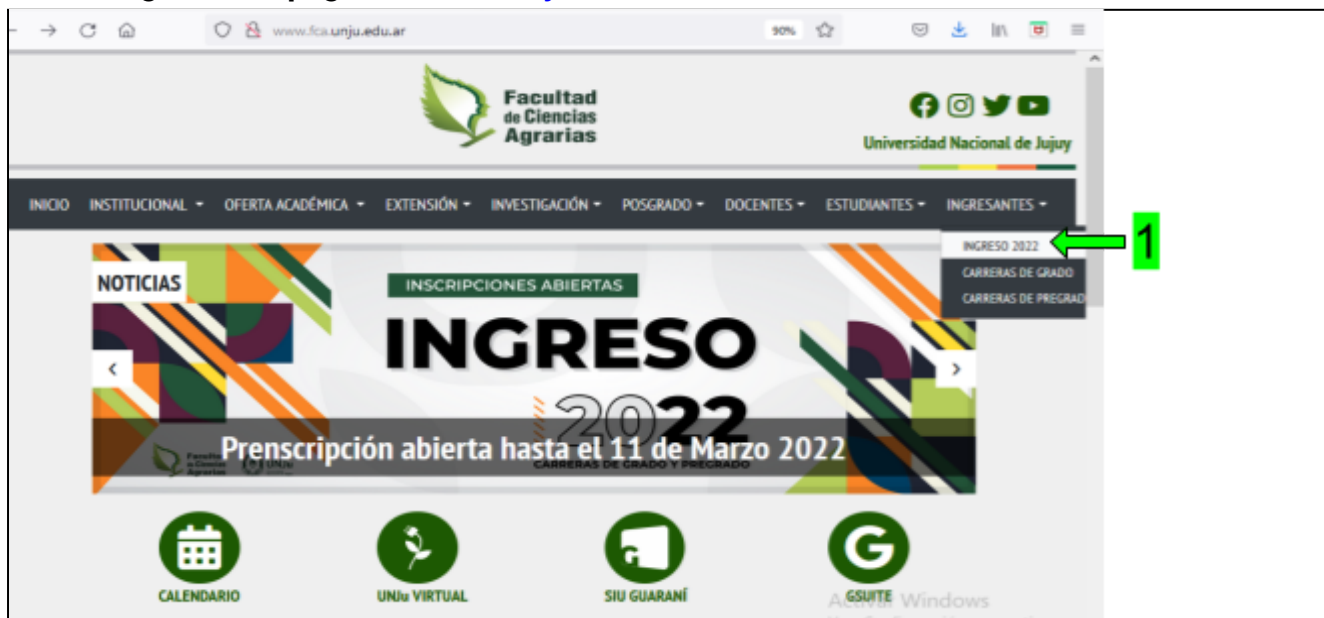 www.fca.unju.edu.ar
90%
Facultad
de Ciencias
Agrarias
Universidad Nacional de Jujuy
INICIO INSTITUCIONAL OFERTA ACADÉMICA EXTENSIÓN INVESTIGACIÓN POSGRADO DOCENTES ESTUDIANTES INGRESANTES
INGRESO 2022
1
CARRERAS DE GRADO
CARRERAS DE PREGRAD
NOTICIAS
INSCRIPCIONES ABIERTAS
INGRESO
2022
Prenscripción abierta hasta el 11 de Marzo 2022
CARRERAS DE GRADO Y PREGRADO
UNJu
CALENDARIO
UNJu VIRTUAL
SIU GUARANÍ
GSUITE
Activar Windows